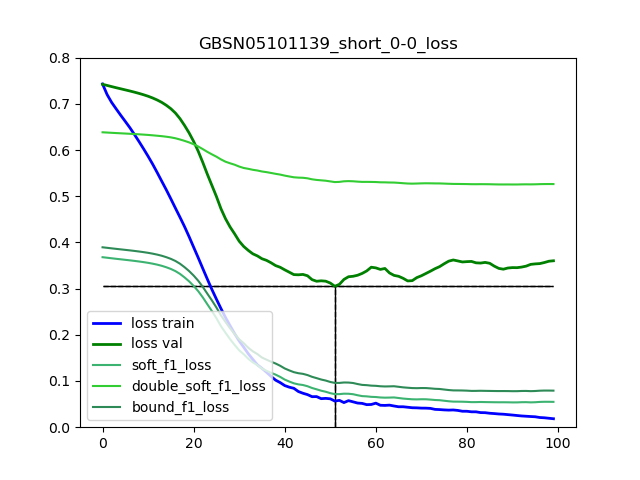 GBSN05101139_short_0-0_loss
0.8
0.7
0.6
0.5
0.4
0.3
0.2
0.1
0.0
loss train
loss val
soft_f1_loss
double_soft_f1_loss
bound_f1_loss
0 20 40 60 80 100